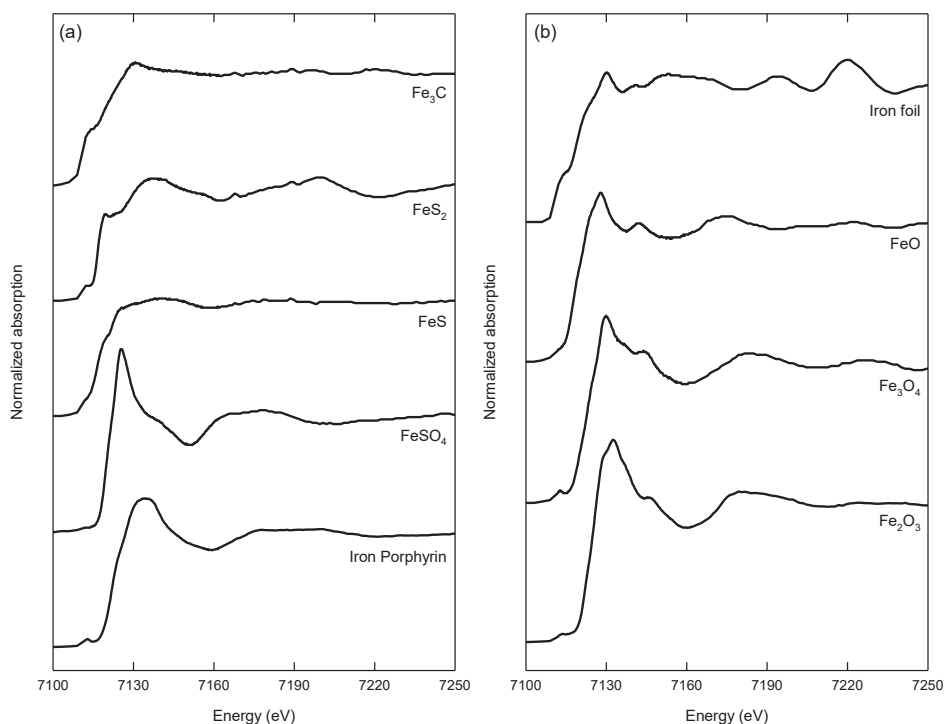 (a)
Fe₃C
FeS₂
FeS
FeSO₄
Iron Porphyrin
Normalized absorption
7100 7130 7160 7190 7220 7250
Energy (eV)
(b)
Iron foil
FeO
Fe₃O₄
Fe₂O₃
Normalized absorption
7100 7130 7160 7190 7220 7250
Energy (eV)